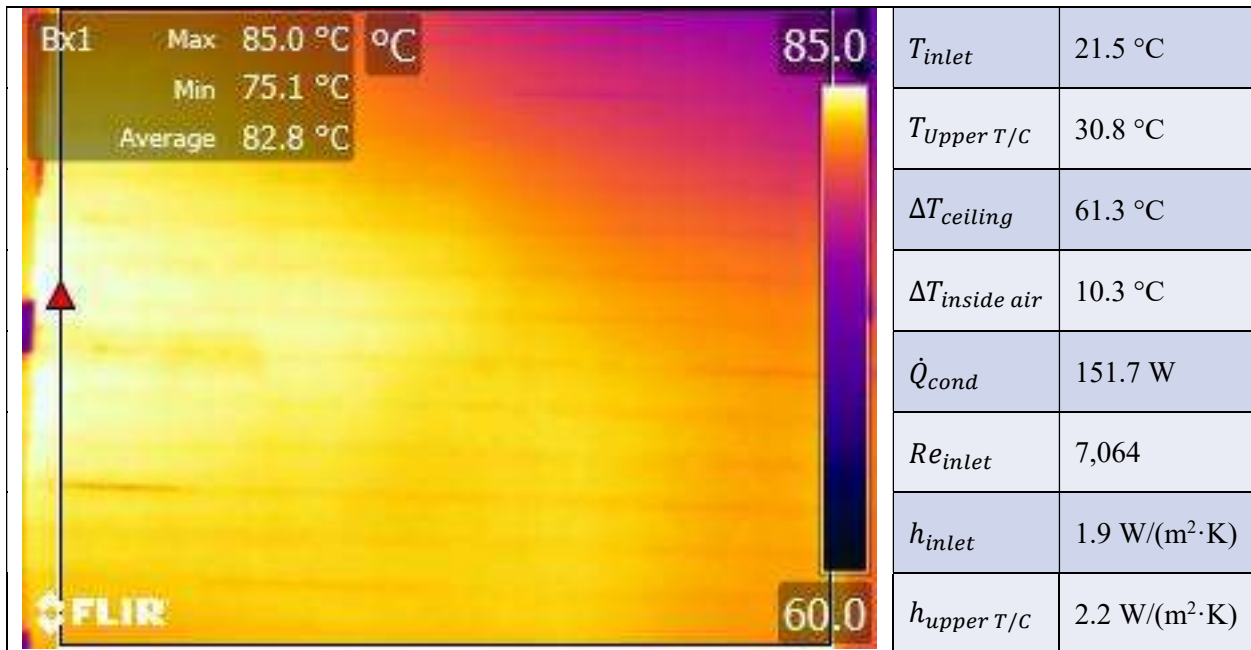 Bx1 Max 85.0 °C °C 85.0
Min 75.1 °C
Average 82.8 °C
60.0
FLIR
T_inlet 21.5 °C
T_Upper T/C 30.8 °C
ΔT_ceiling 61.3 °C
ΔT_inside air 10.3 °C
Q̇_cond 151.7 W
Re_inlet 7,064
h_inlet 1.9 W/(m²·K)
h_upper T/C 2.2 W/(m²·K)